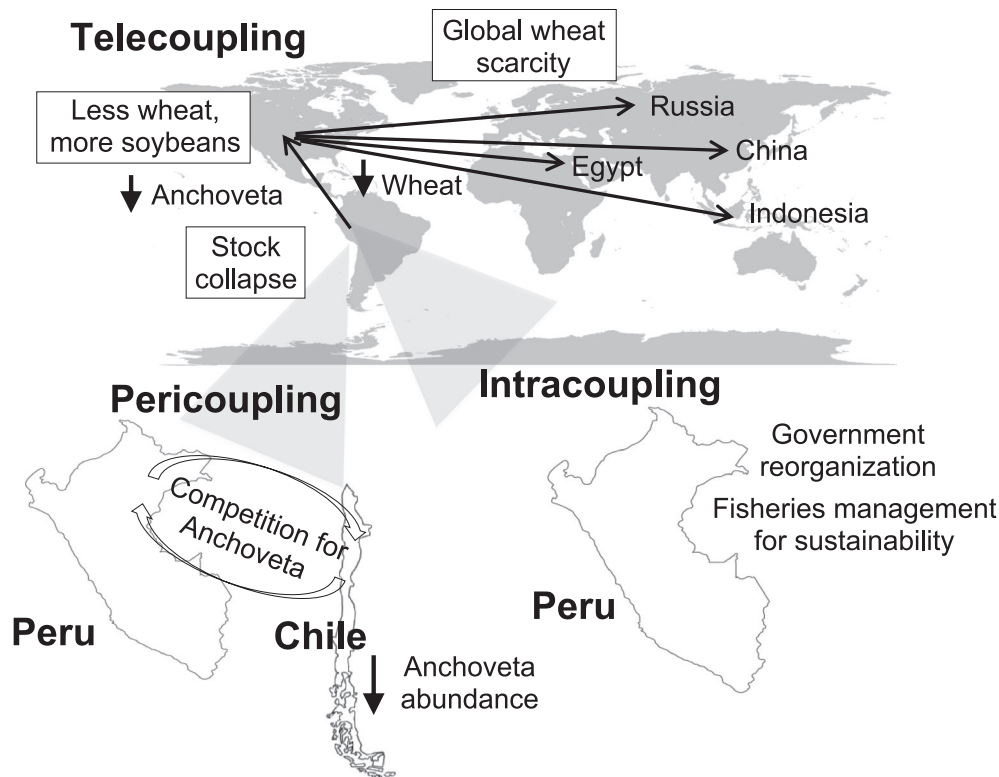 Telecoupling
Global wheat
scarcity
Less wheat,
more soybeans
Russia
China
Egypt
Anchoveta
Wheat
Indonesia
Stock
collapse
Pericoupling
Intracoupling
Government
reorganization
Competition for
Anchoveta
Fisheries management
for sustainability
Peru
Chile
Peru
Anchoveta
abundance